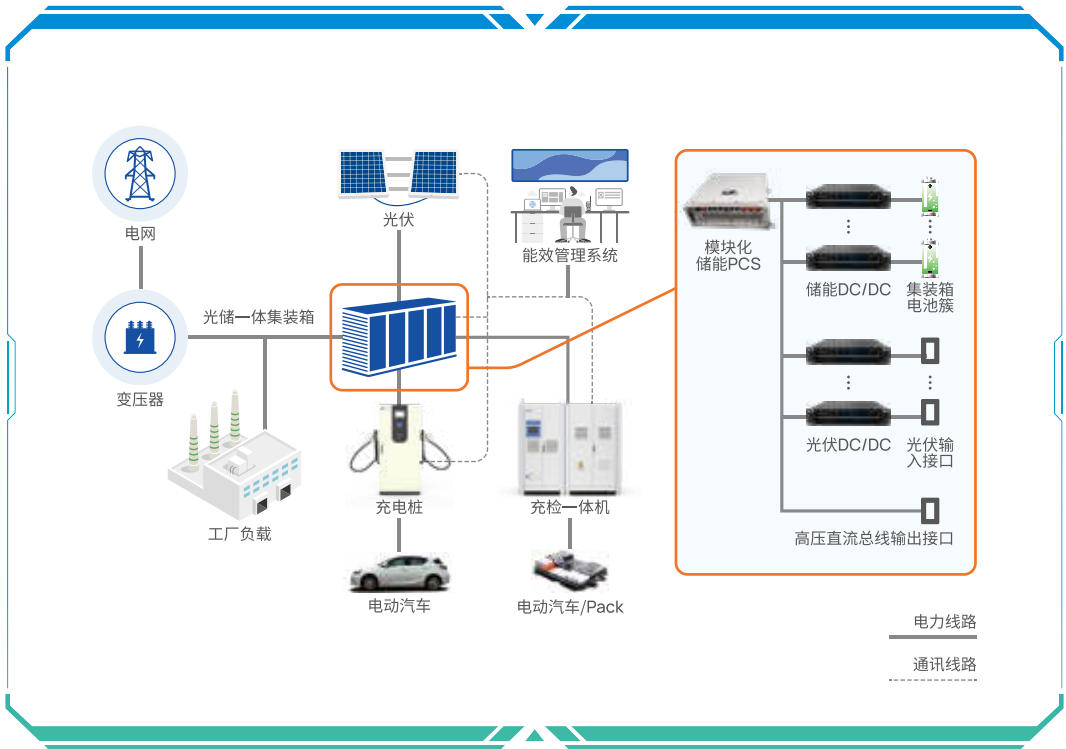 电网
变压器
光储一体集装箱
工厂负载
光伏
能效管理系统
充电桩
充检一体机
电动汽车
电动汽车/Pack
模块化
储能PCS
储能DC/DC
集装箱
电池簇
光伏DC/DC
光伏输
入接口
高压直流总线输出接口
电力线路
通讯线路